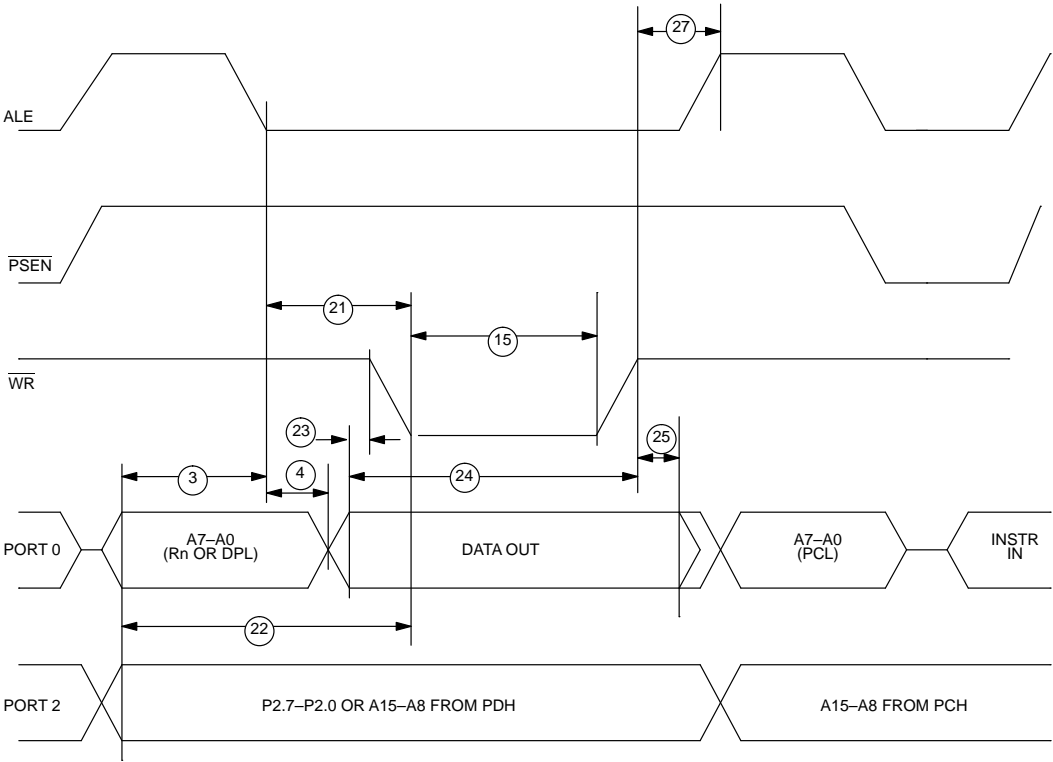 27
ALE
PSEN
21
15
WR
23
25
3
4
24
PORT 0
A7–A0
(Rn OR DPL)
DATA OUT
A7–A0
(PCL)
INSTR
IN
22
PORT 2
P2.7–P2.0 OR A15–A8 FROM PDH
A15–A8 FROM PCH